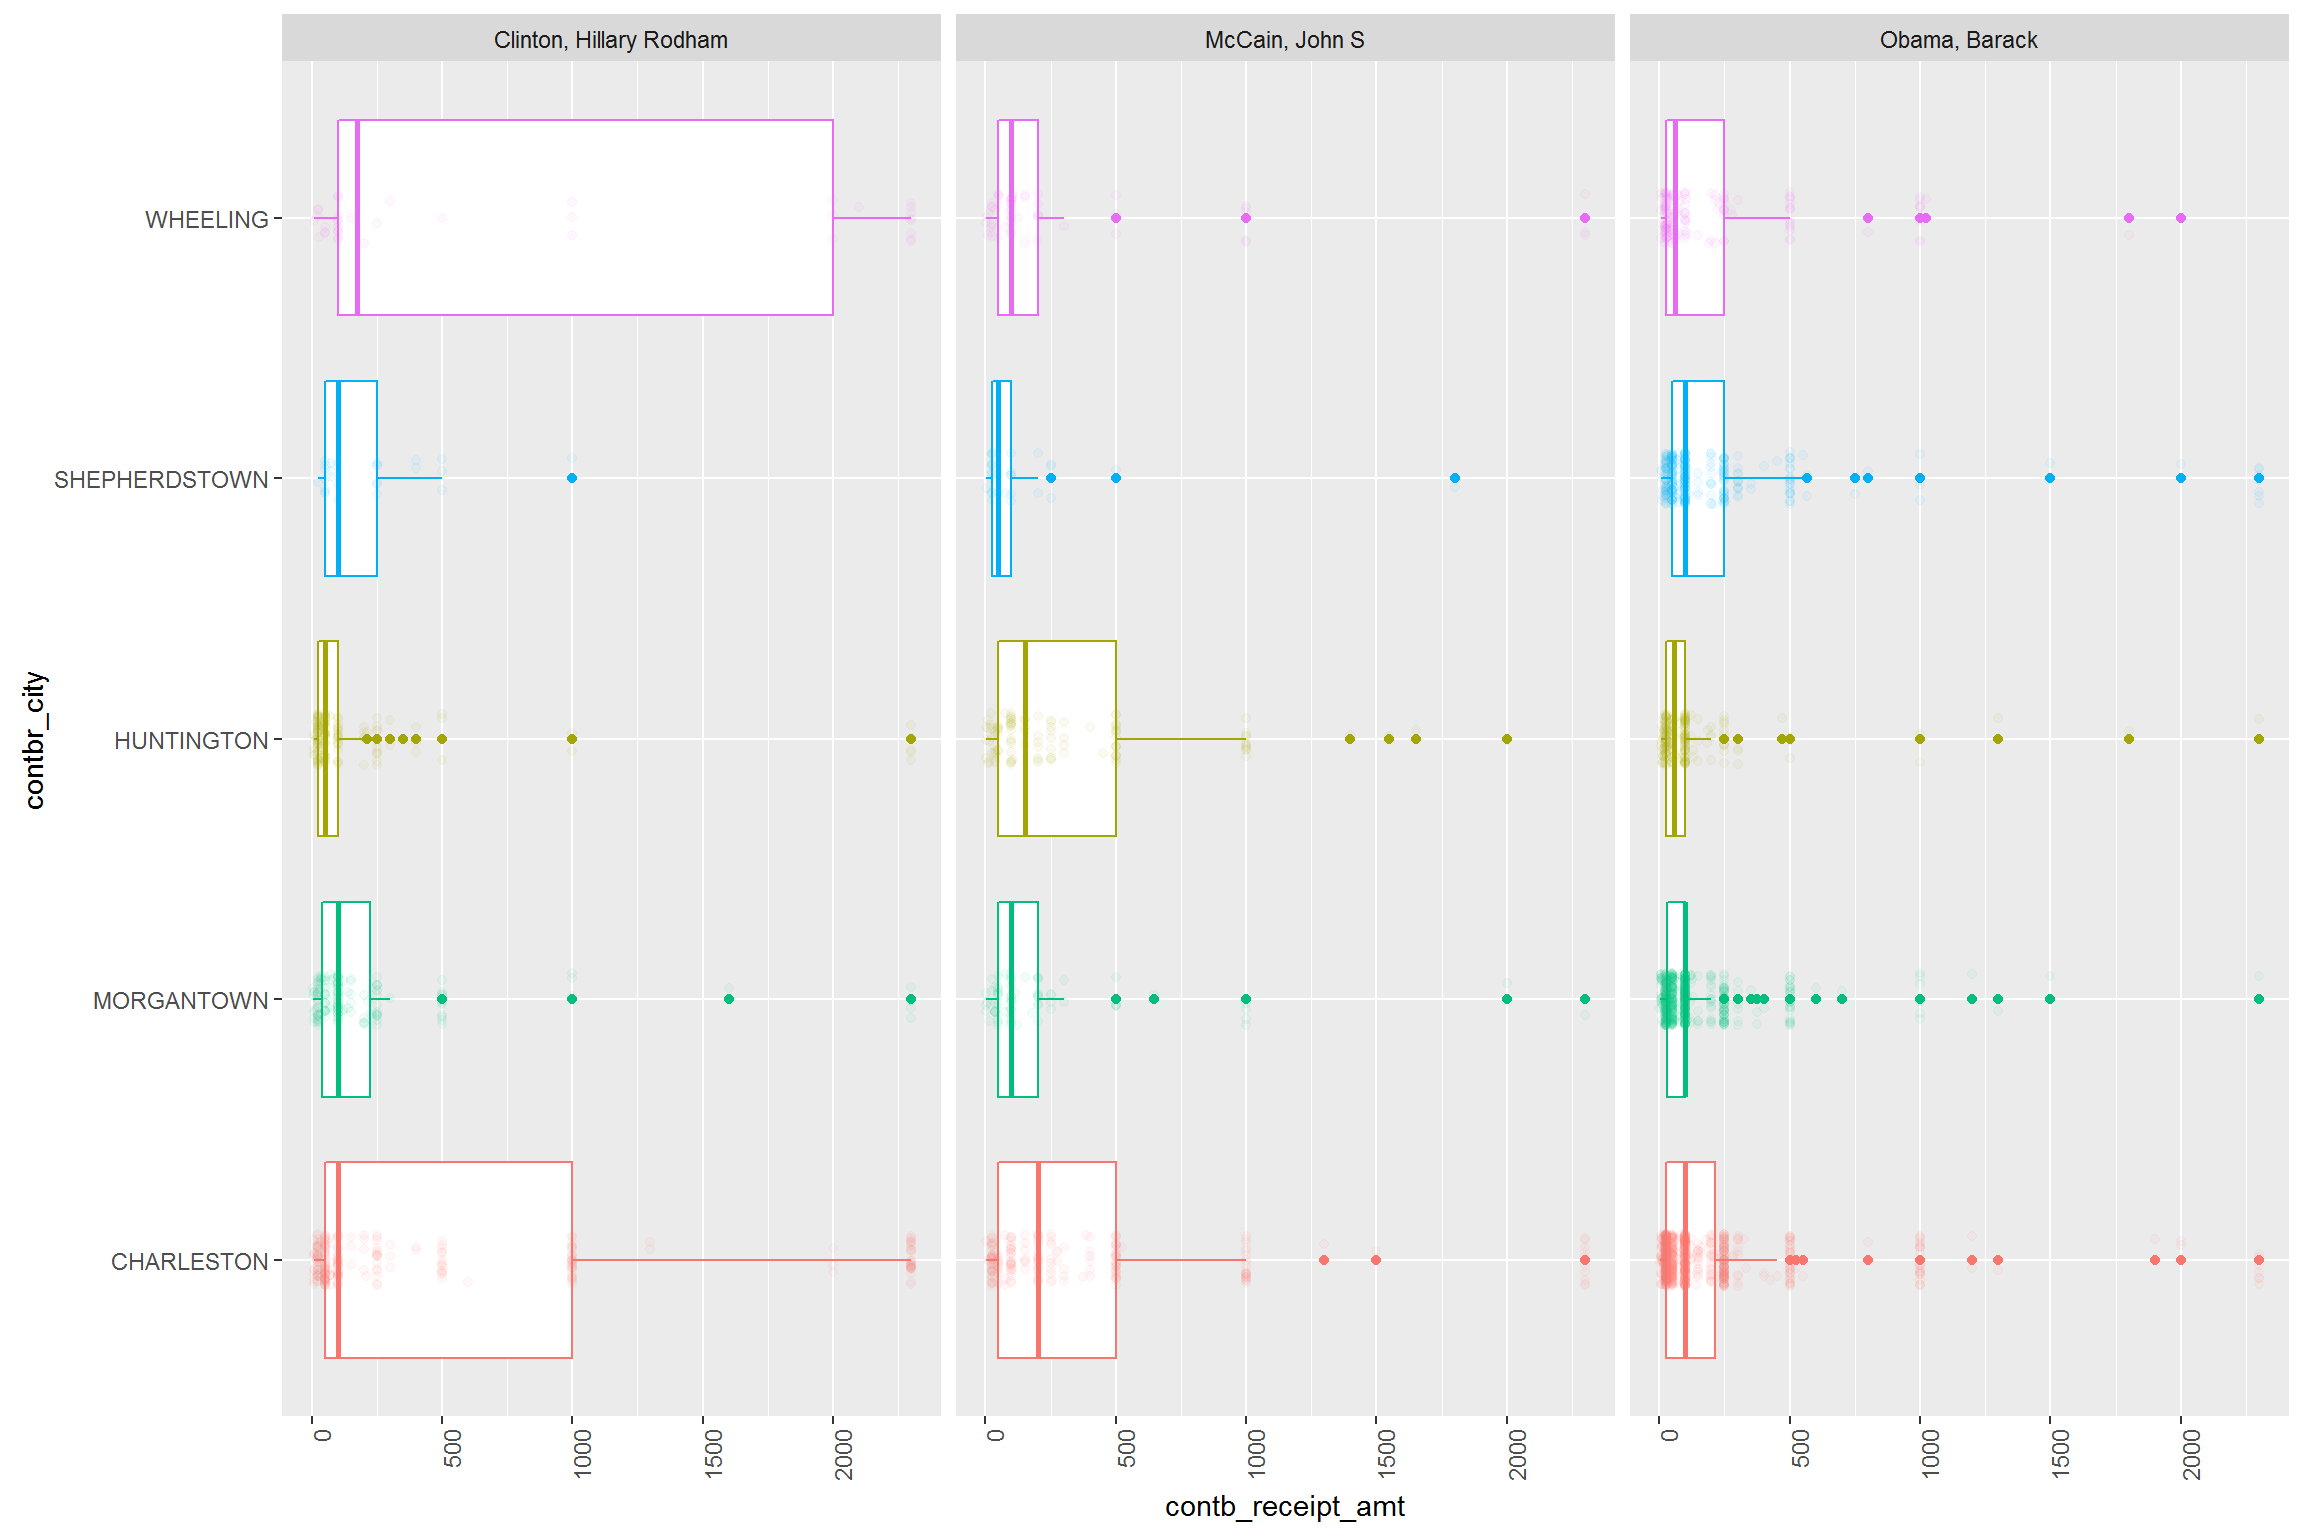 Clinton, Hillary Rodham
McCain, John S
Obama, Barack
WHEELING
SHEPHERDSTOWN
HUNTINGTON
MORGANTOWN
CHARLESTON
contbr_city
0 500 1000 1500 2000
0 500 1000 1500 2000
0 500 1000 1500 2000
contb_receipt_amt